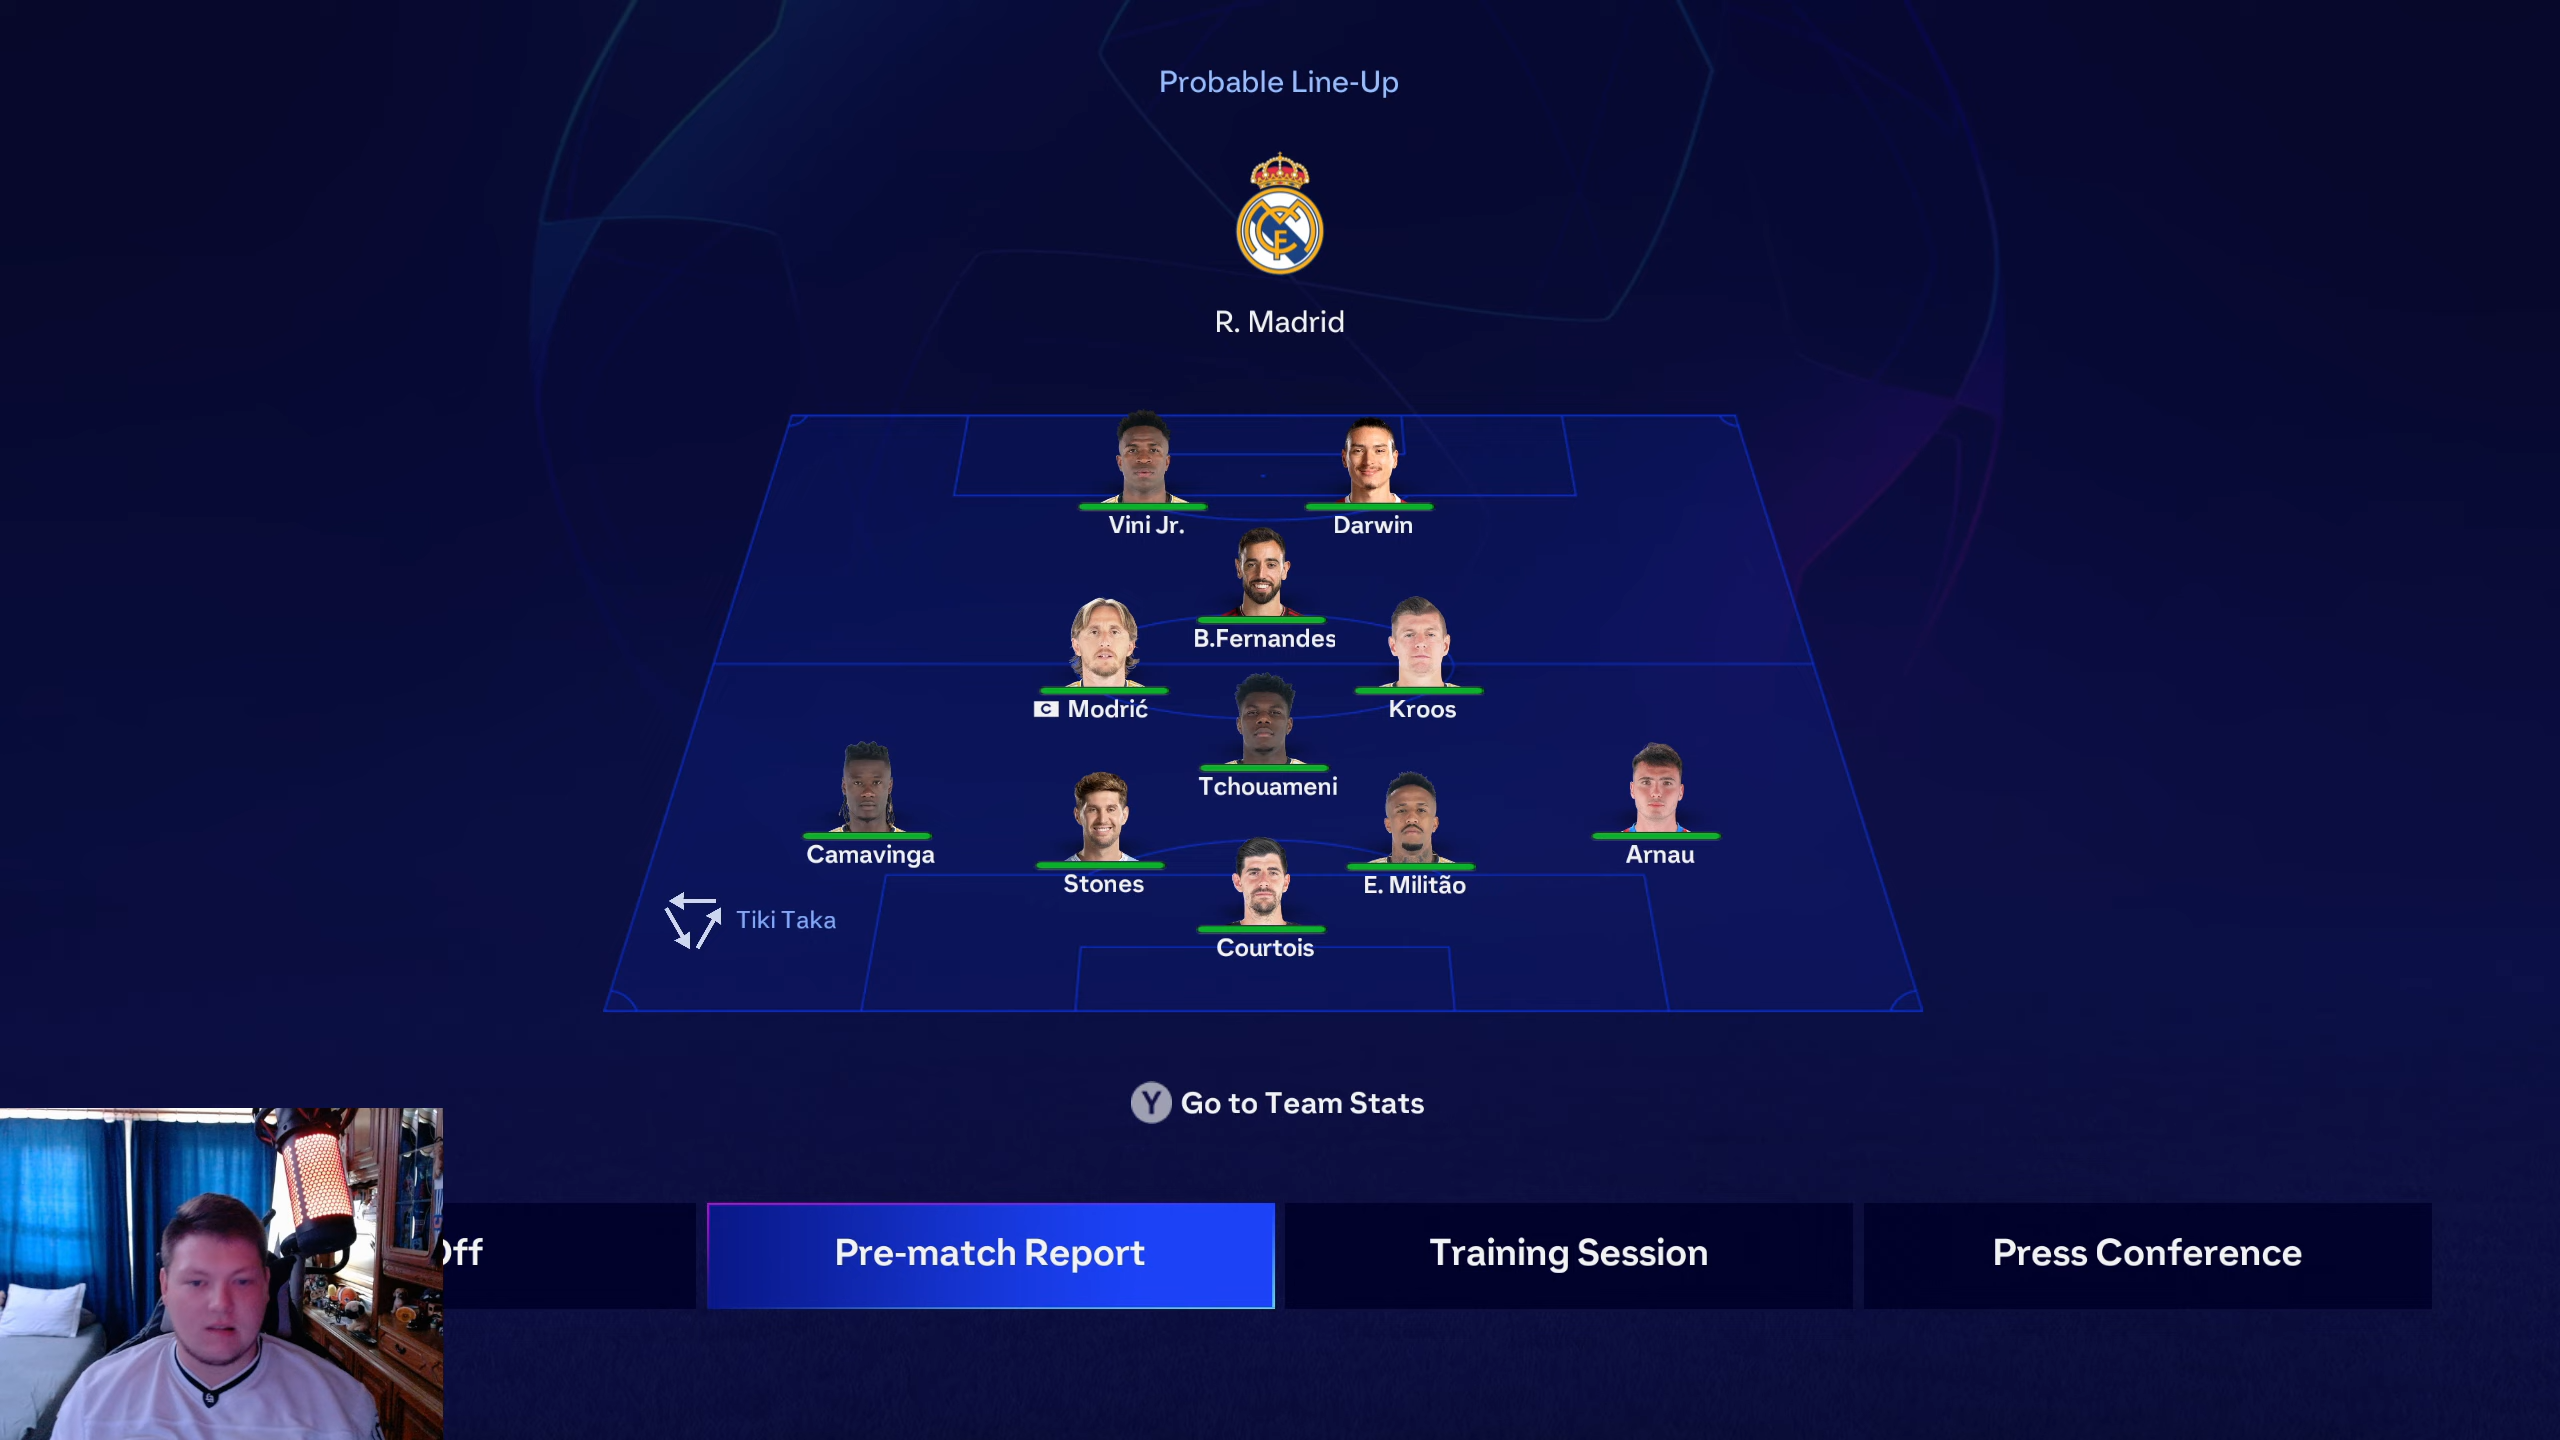 Probable Line-Up
R. Madrid
Vini Jr.
Darwin
B.Fernandes
C Modrić
Kroos
Tchouameni
Camavinga
Stones
E. Militão
Arnau
Tiki Taka
Courtois
Y Go to Team Stats
Off
Pre-match Report
Training Session
Press Conference